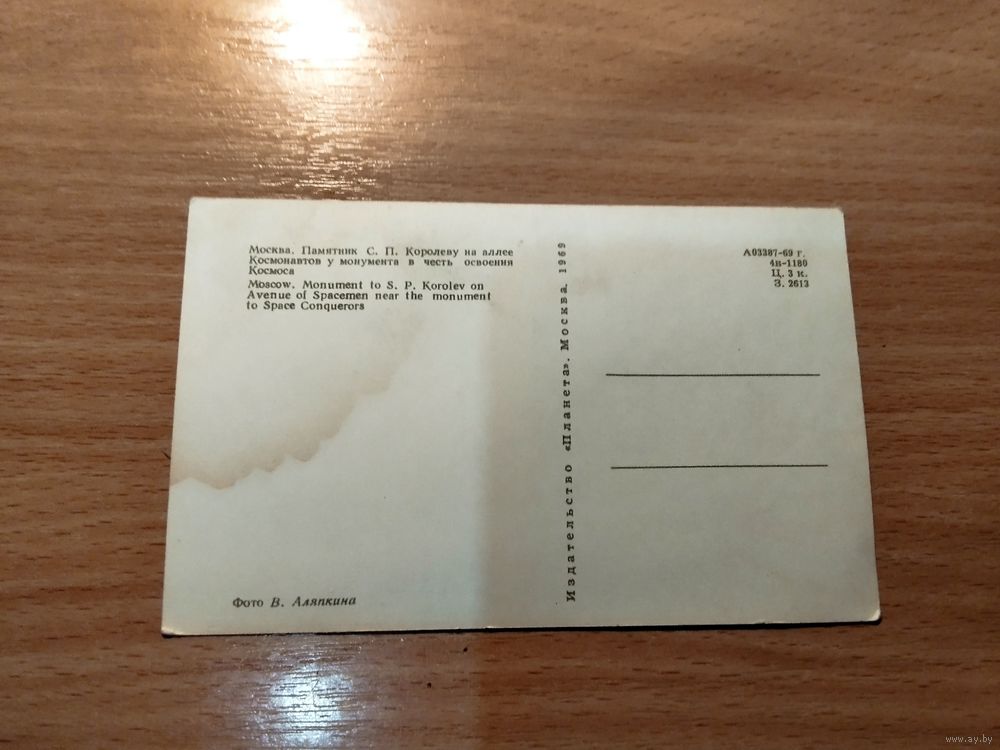 Москва. Памятник С. П. Королеву на аллее
Космонавтов у монумента в честь освоения
Космоса
Moscow. Monument to S. P. Korolev on
Avenue of Spacemen near the monument
to Space Conquerors
Фото В. Аляпкина
Издательство «Планета». Москва. 1969
А03387-69 г.
4в-1180
Ц. 3 к.
З. 2613
www.ay.by